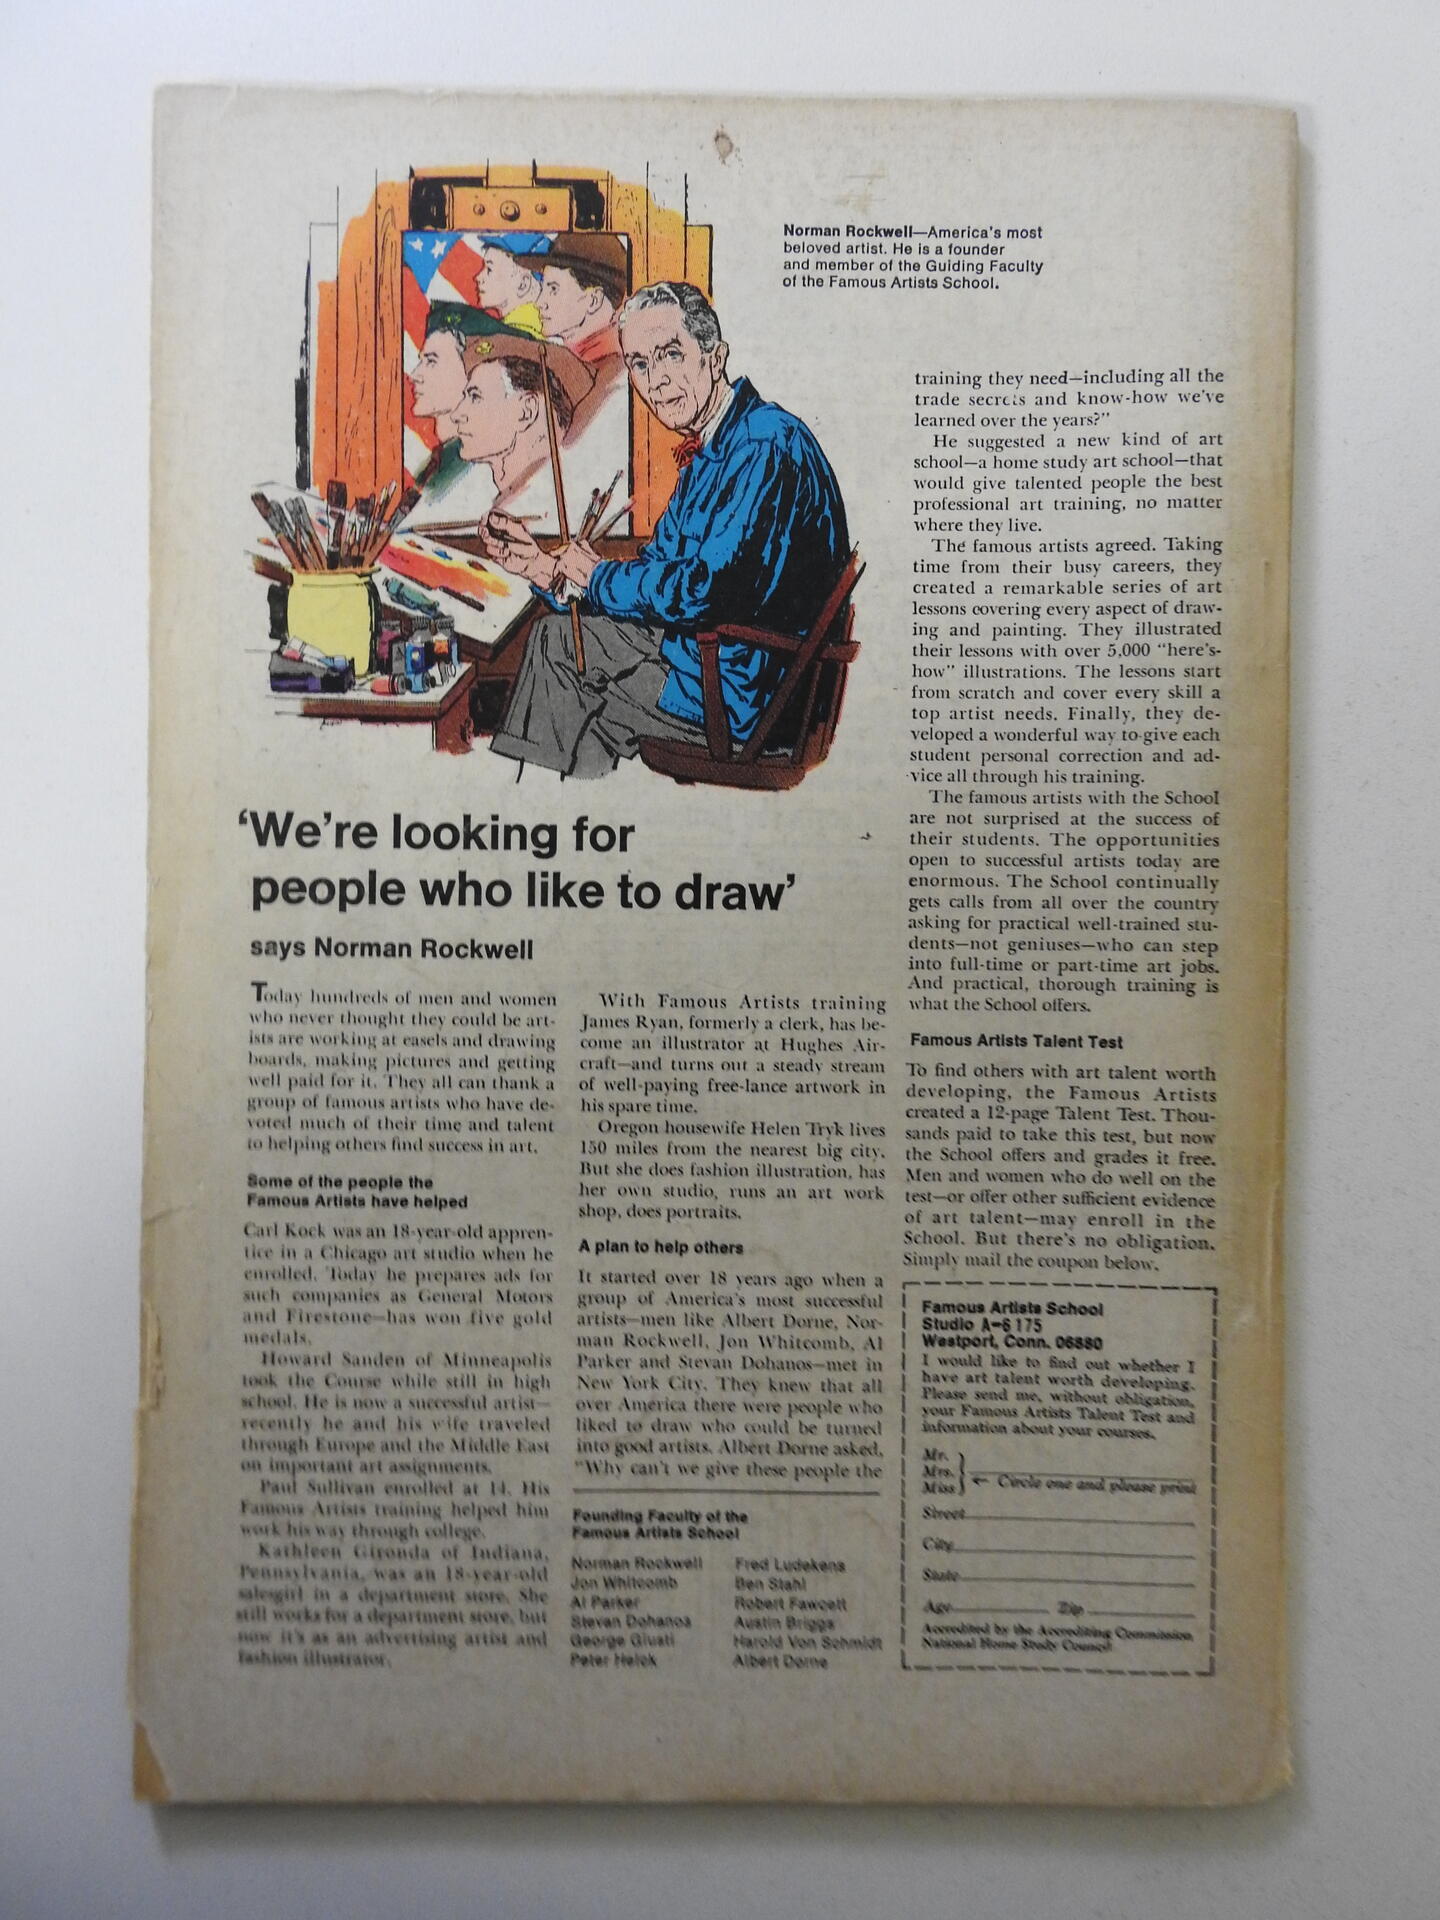 Norman Rockwell—America's most
beloved artist. He is a founder
and member of the Guiding Faculty
of the Famous Artists School.
'We're looking for
people who like to draw'
says Norman Rockwell
Today hundreds of men and women
who never thought they could be art-
ists are working at easels and drawing
boards, making pictures and getting
well paid for it. They all can thank a
group of famous artists who have de-
voted much of their time and talent
to helping others find success in art.
Some of the people the
Famous Artists have helped
Carl Kock was an 18-year-old appren-
tice in a Chicago art studio when he
enrolled. Today he prepares ads for
such companies as General Motors
and Firestone—has won five gold
medals.
Howard Sanden of Minneapolis
took the Course while still in high
school. He is now a successful artist—
recently he and his wife traveled
through Europe and the Middle East
on important art assignments.
Paul Sullivan enrolled at 14. His
Famous Artists training helped him
work his way through college.
Kathleen Gironda of Indiana,
Pennsylvania, was an 18-year-old
salesgirl in a department store. She
still works for a department store, but
now it's as an advertising artist and
fashion illustrator.
With Famous Artists training
James Ryan, formerly a clerk, has be-
come an illustrator at Hughes Air-
craft—and turns out a steady stream
of well-paying free-lance artwork in
his spare time.
Oregon housewife Helen Tryk lives
150 miles from the nearest big city.
But she does fashion illustration, has
her own studio, runs an art work
shop, does portraits.
A plan to help others
It started over 18 years ago when a
group of America's most successful
artists—men like Albert Dorne, Nor-
man Rockwell, Jon Whitcomb, Al
Parker and Stevan Dohanos—met in
New York City. They knew that all
over America there were people who
liked to draw who could be turned
into good artists. Albert Dorne asked,
"Why can't we give these people the
training they need—including all the
trade secrets and know-how we've
learned over the years?"
He suggested a new kind of art
school—a home study art school—that
would give talented people the best
professional art training, no matter
where they live.
The famous artists agreed. Taking
time from their busy careers, they
created a remarkable series of art
lessons covering every aspect of draw-
ing and painting. They illustrated
their lessons with over 5,000 "here's-
how" illustrations. The lessons start
from scratch and cover every skill a
top artist needs. Finally, they de-
veloped a wonderful way to give each
student personal correction and ad-
vice all through his training.
The famous artists with the School
are not surprised at the success of
their students. The opportunities
open to successful artists today are
enormous. The School continually
gets calls from all over the country
asking for practical well-trained stu-
dents—not geniuses—who can step
into full-time or part-time art jobs.
And practical, thorough training is
what the School offers.
Famous Artists Talent Test
To find others with art talent worth
developing, the Famous Artists
created a 12-page Talent Test. Thou-
sands paid to take this test, but now
the School offers and grades it free.
Men and women who do well on the
test—or offer other sufficient evidence
of art talent—may enroll in the
School. But there's no obligation.
Simply mail the coupon below.
Founding Faculty of the
Famous Artists School
Norman Rockwell
Jon Whitcomb
Al Parker
Stevan Dohanos
George Giusti
Peter Helck
Fred Ludekens
Ben Stahl
Robert Fawcett
Austin Briggs
Harold Von Schmidt
Albert Dorne
Famous Artists School
Studio A-6175
Westport, Conn. 06880
I would like to find out whether I
have art talent worth developing.
Please send me, without obligation,
your Famous Artists Talent Test and
information about your courses.
Mr.
Mrs.
Miss
Circle one and please print
Street
City
State
Age Zip
Accredited by the Accrediting Commission
National Home Study Council